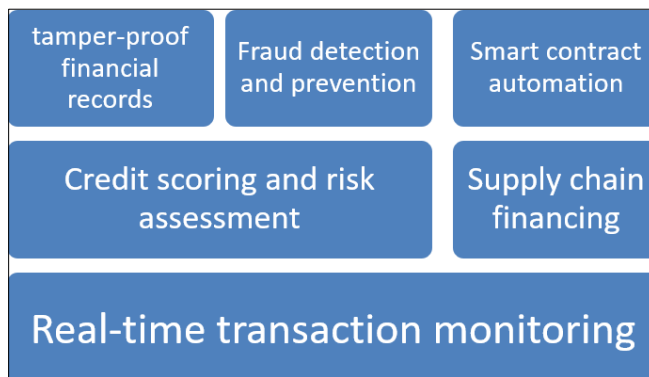 tamper-proof
financial
records
Fraud detection
and prevention
Smart contract
automation
Credit scoring and risk
assessment
Supply chain
financing
Real-time transaction monitoring